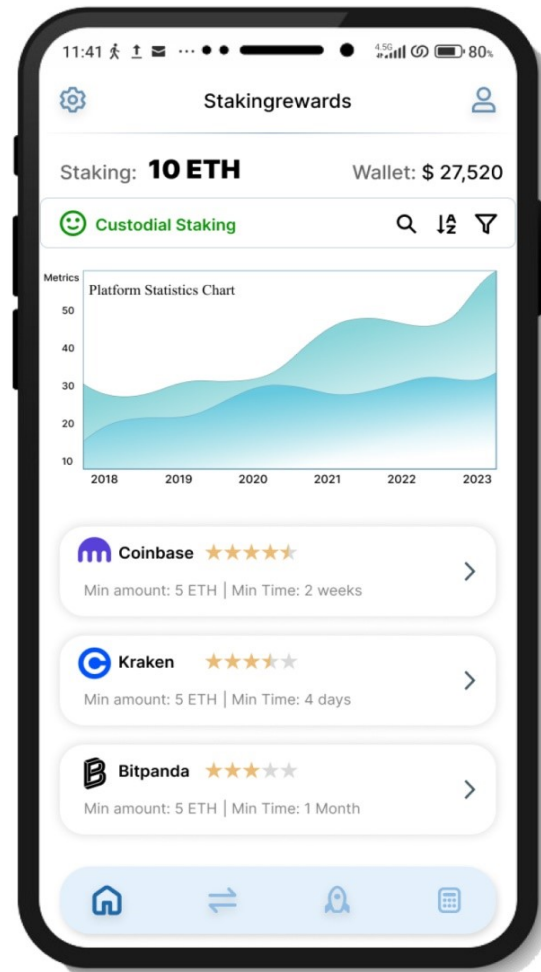 11:41 ... 4.5G 80%
Stakingrewards
Staking: 10 ETH Wallet: $ 27,520
Custodial Staking A Z
Metrics
Platform Statistics Chart
50
40
30
20
10
2018 2019 2020 2021 2022 2023
Coinbase
Min amount: 5 ETH | Min Time: 2 weeks
Kraken
Min amount: 5 ETH | Min Time: 4 days
Bitpanda
Min amount: 5 ETH | Min Time: 1 Month